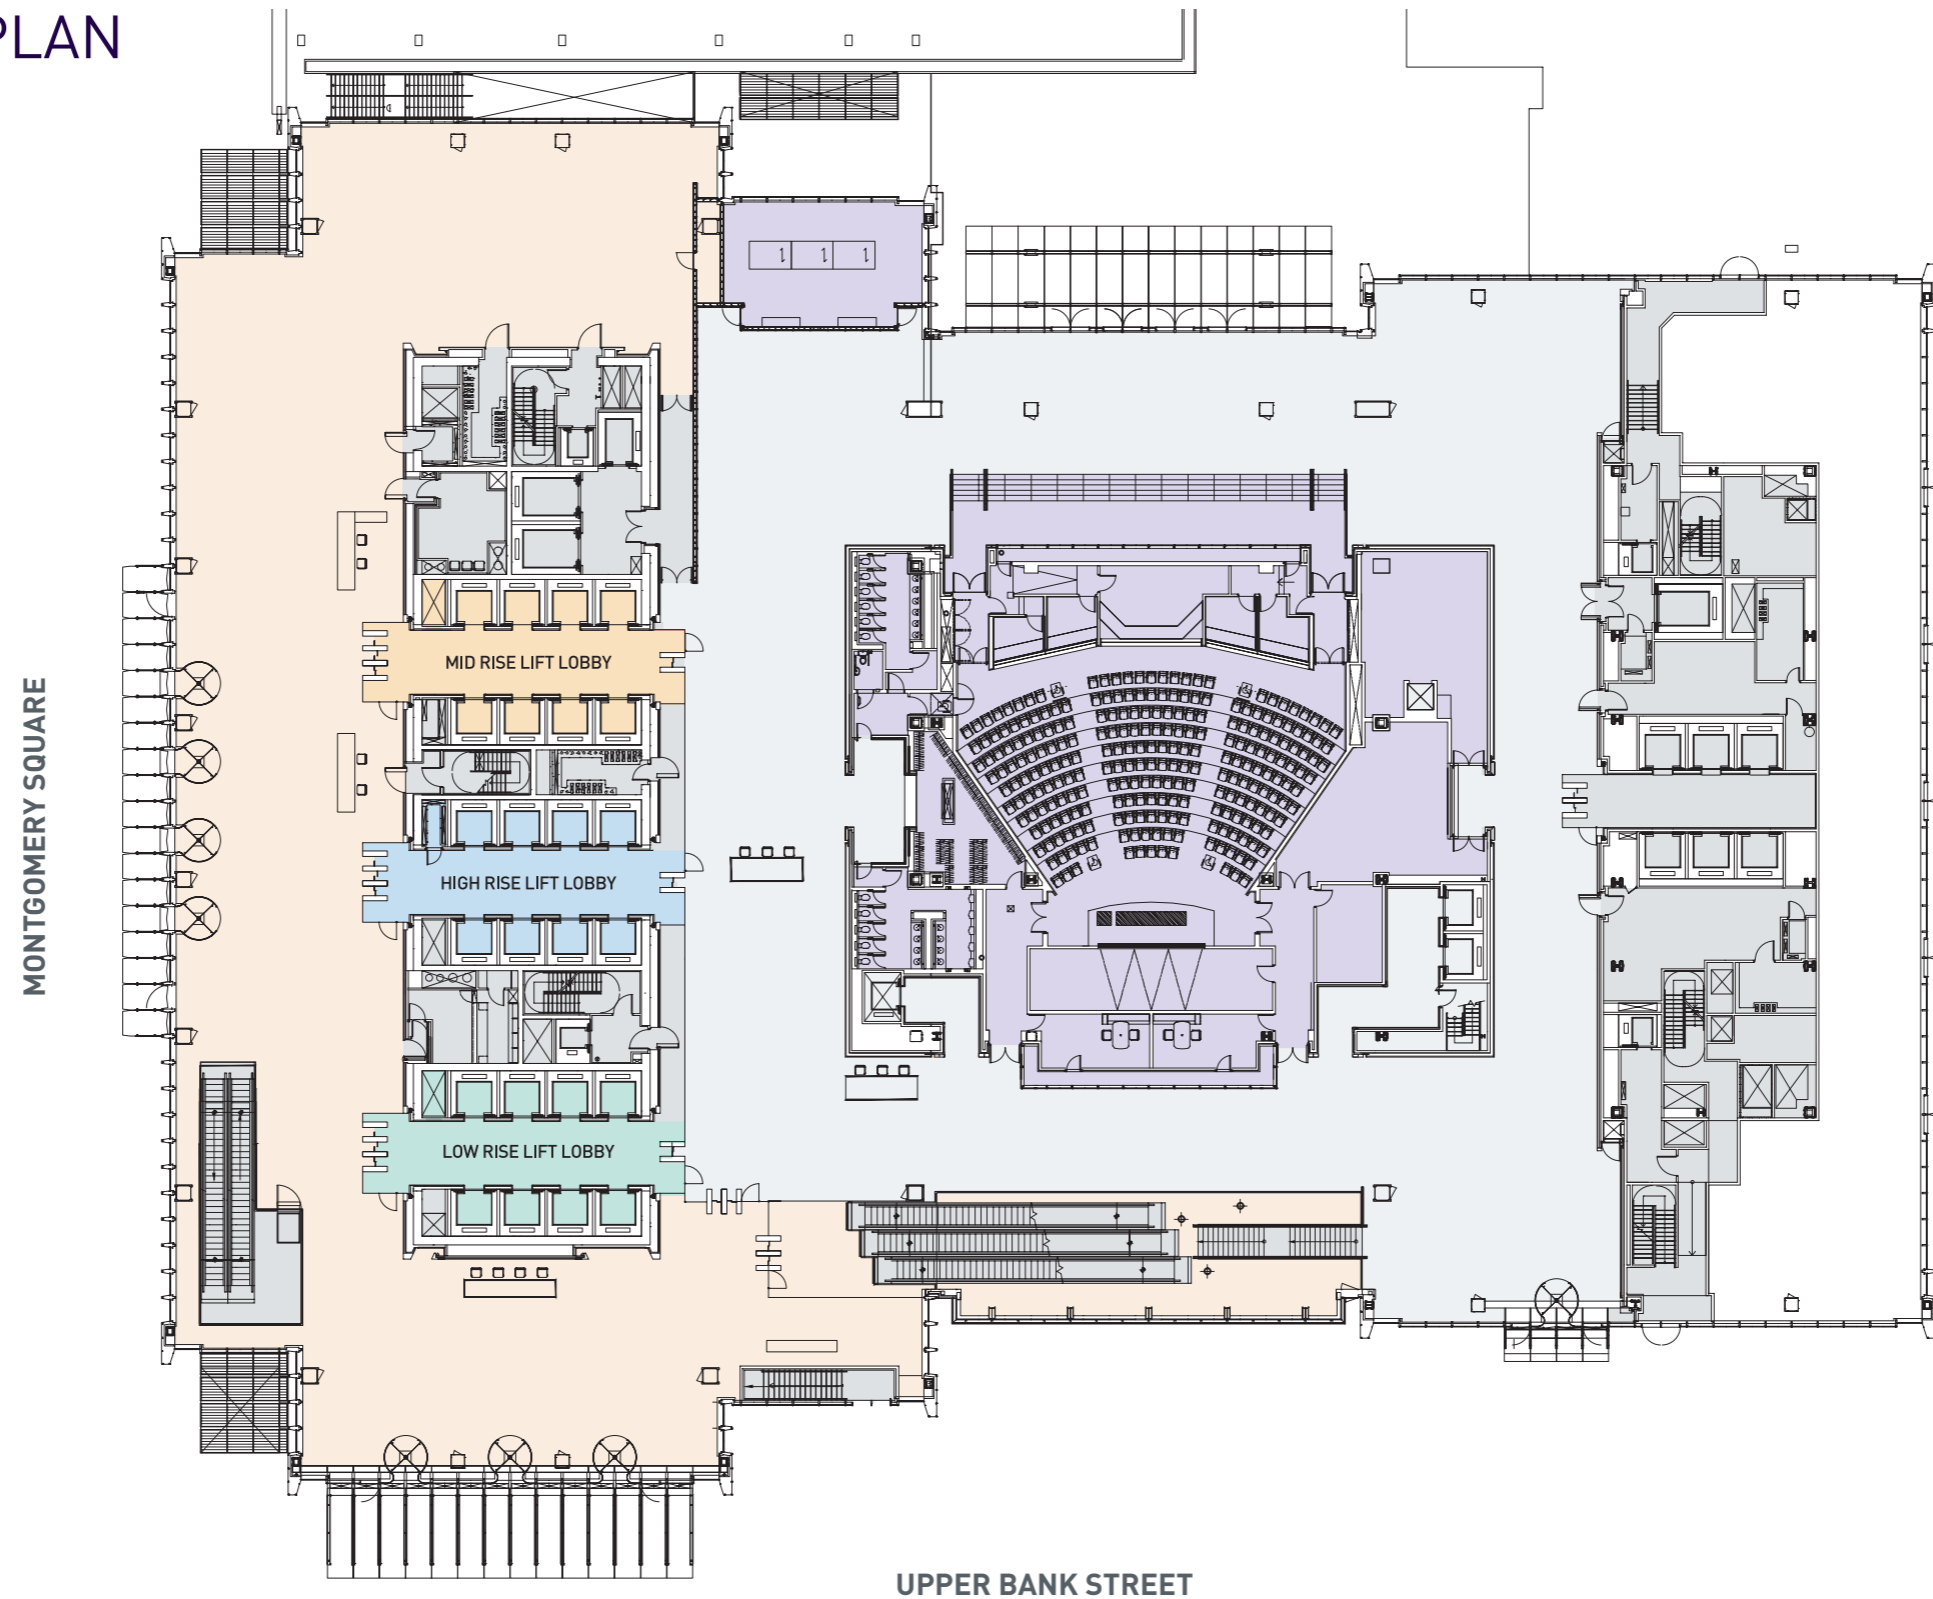 PLAN
MID RISE LIFT LOBBY
HIGH RISE LIFT LOBBY
LOW RISE LIFT LOBBY
MONTGOMERY SQUARE
UPPER BANK STREET